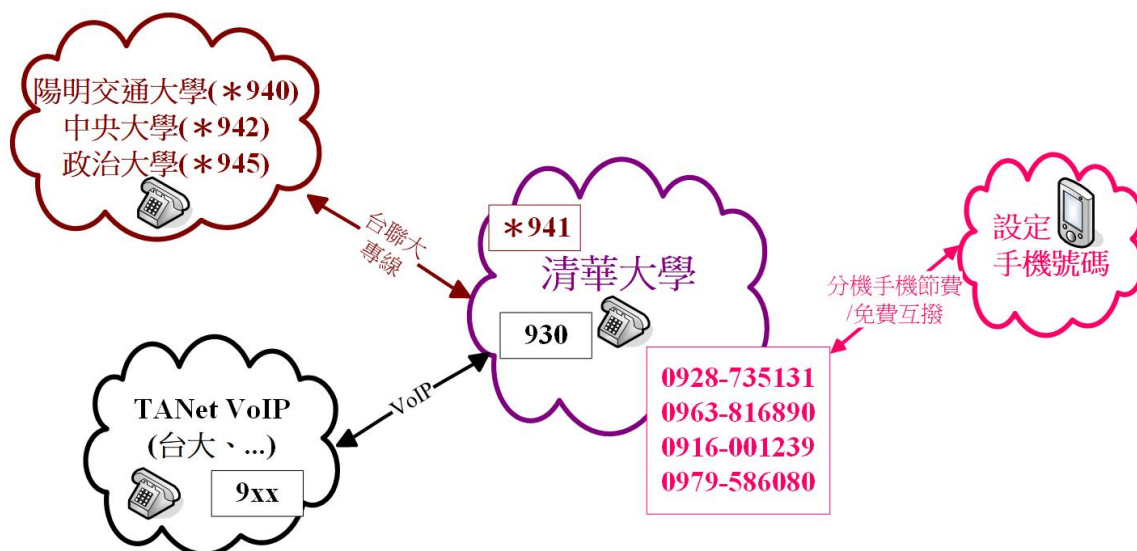 陽明交通大學(＊940)
中央大學(＊942)
政治大學(＊945)
台聯大
專線
＊941
清華大學
930
設定
手機號碼
分機手機節費
/免費互撥
0928-735131
0963-816890
0916-001239
0979-586080
VoIP
TANet VoIP
(台大、...)
9xx